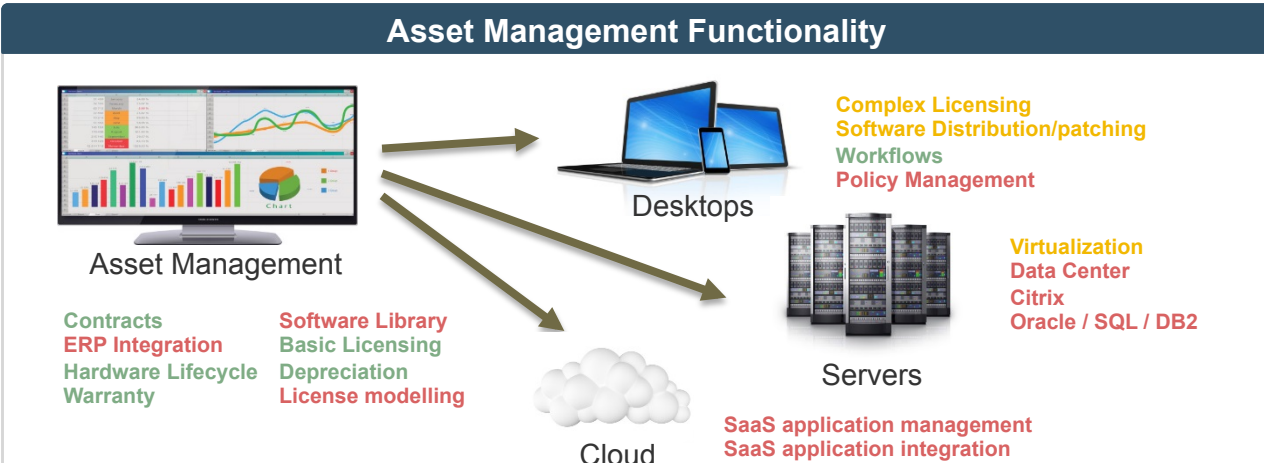 Asset Management Functionality
Complex Licensing
Software Distribution/patching
Workflows
Policy Management
Desktops
Asset Management
Virtualization
Data Center
Citrix
Oracle / SQL / DB2
Contracts
ERP Integration
Hardware Lifecycle
Warranty
Software Library
Basic Licensing
Depreciation
License modelling
Chart
Servers
Cloud
SaaS application management
SaaS application integration